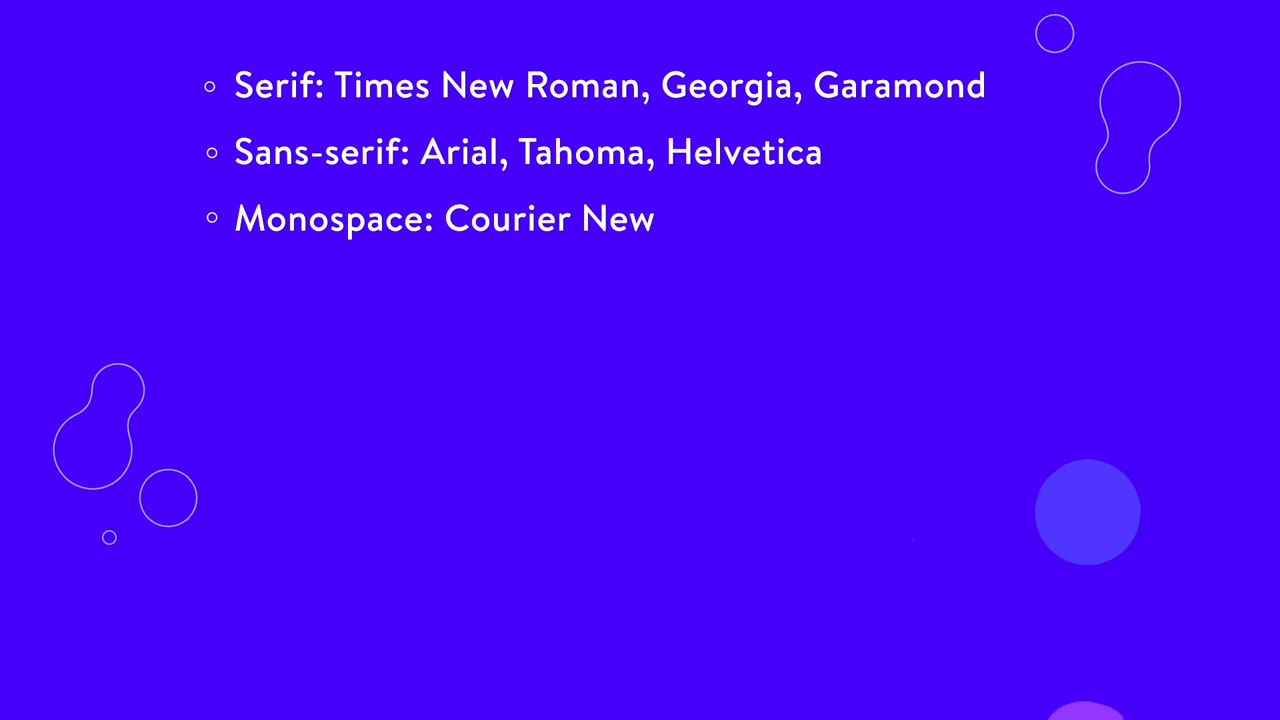 Serif: Times New Roman, Georgia, Garamond
Sans-serif: Arial, Tahoma, Helvetica
Monospace: Courier New